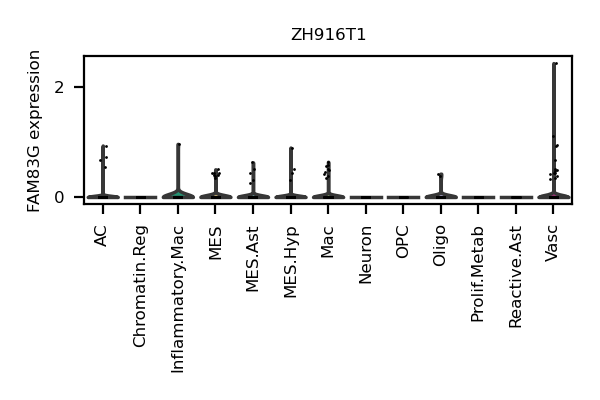 ZH916T1
FAM83G expression
2
0
AC
Chromatin.Reg
Inflammatory.Mac
MES
MES.Ast
MES.Hyp
Mac
Neuron
OPC
Oligo
Prolif.Metab
Reactive.Ast
Vasc